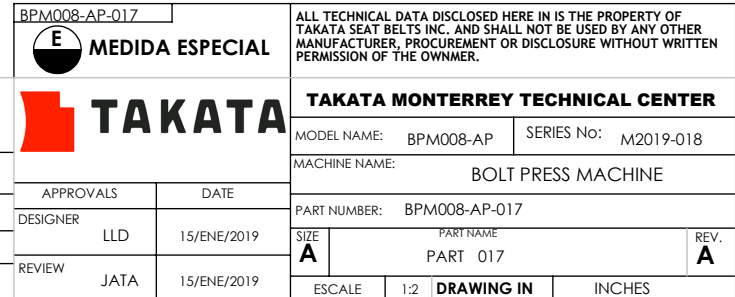 BPM008-AP-017
E
MEDIDA ESPECIAL
ALL TECHNICAL DATA DISCLOSED HERE IN IS THE PROPERTY OF
TAKATA SEAT BELTS INC. AND SHALL NOT BE USED BY ANY OTHER
MANUFACTURER, PROCUREMENT OR DISCLOSURE WITHOUT WRITTEN
PERMISSION OF THE OWNMER.
TAKATA
TAKATA MONTERREY TECHNICAL CENTER
MODEL NAME: BPM008-AP SERIES No: M2019-018
MACHINE NAME:
BOLT PRESS MACHINE
APPROVALS DATE
PART NUMBER: BPM008-AP-017
DESIGNER
LLD 15/ENE/2019
SIZE PART NAME REV.
A PART 017 A
REVIEW
JATA 15/ENE/2019
ESCALE 1:2 DRAWING IN INCHES